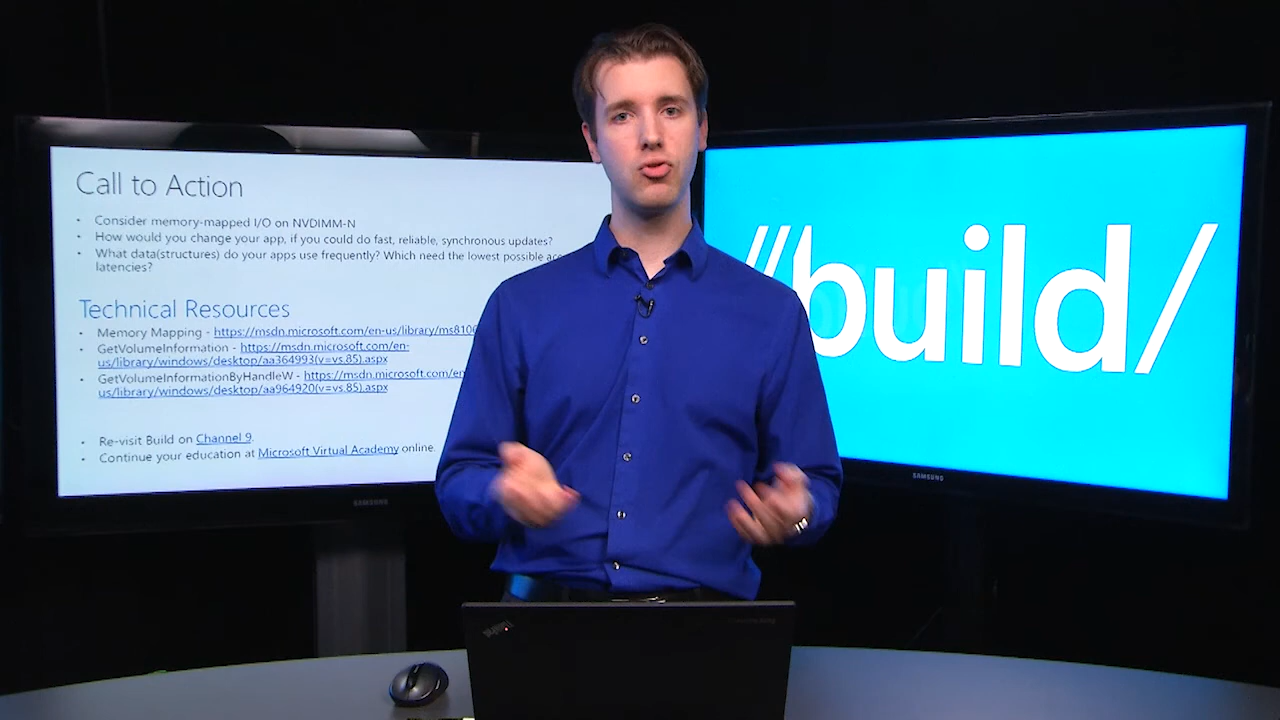 Call to Action
• Consider memory-mapped I/O on NVDIMM-N
• How would you change your app, if you could do fast, reliable, synchronous updates?
• What data(structures) do your apps use frequently? Which need the lowest possible
latencies?
Technical Resources
• Memory Mapping - https://msdn.microsoft.com/en-us/library/ms810
• GetVolumeInformation - https://msdn.microsoft.com/en-
us/library/windows/desktop/aa364993(v=vs.85).aspx
• GetVolumeInformationByHandleW - https://msdn.microsoft.com/en
us/library/windows/desktop/aa964920(v=vs.85).aspx
• Re-visit Build on Channel 9.
• Continue your education at Microsoft Virtual Academy online.
SAMSUNG
//build/
SAMSUNG